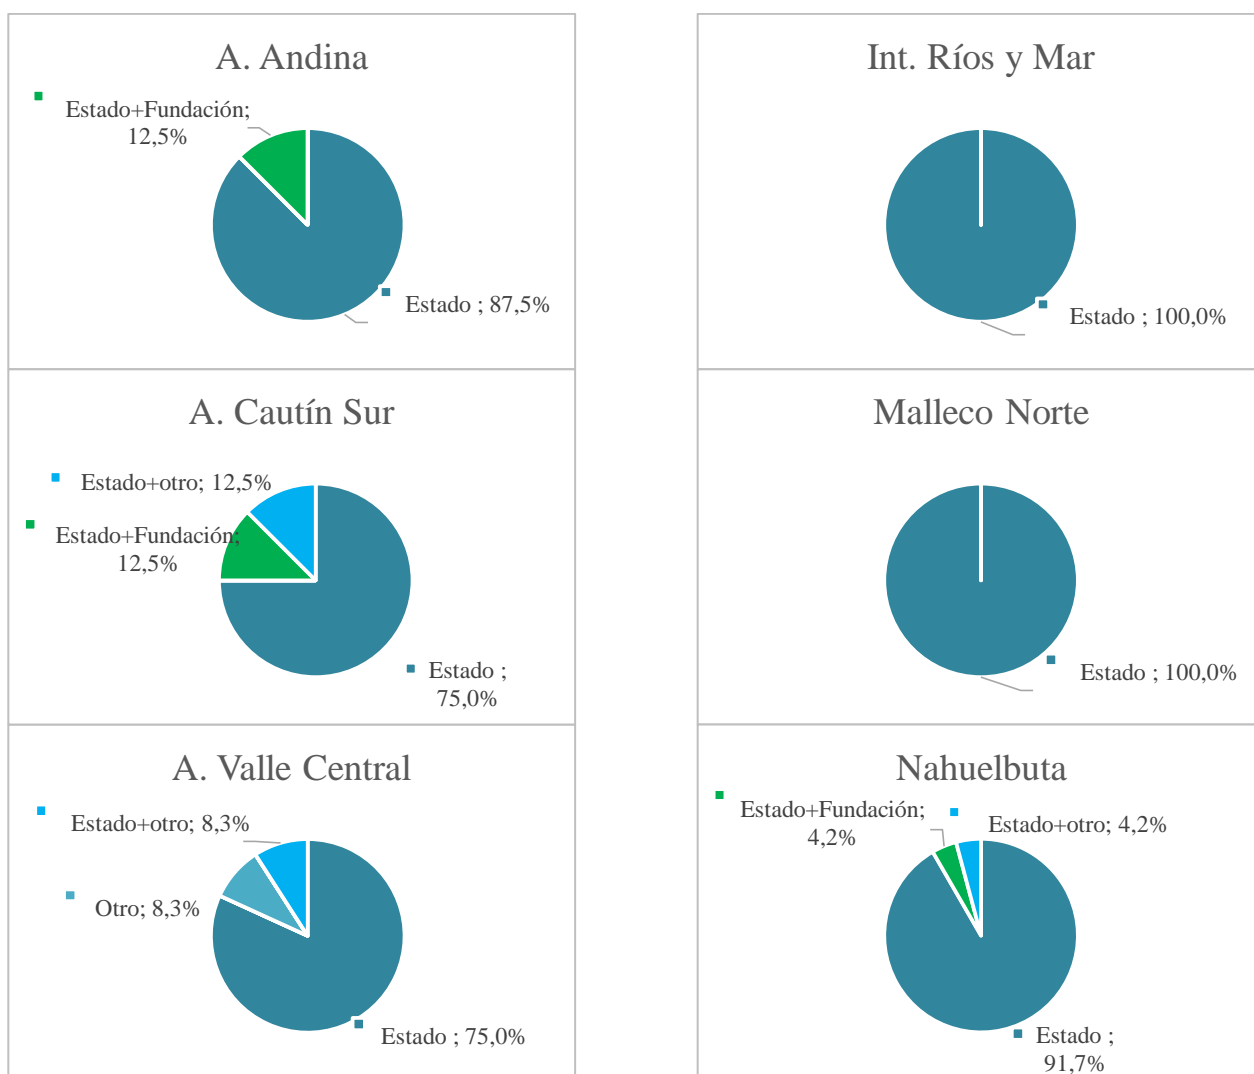 A. Andina
Estado+Fundación;
12,5%
Estado ; 87,5%
Int. Ríos y Mar
Estado ; 100,0%
A. Cautín Sur
Estado+otro; 12,5%
Estado+Fundación;
12,5%
Estado ;
75,0%
Malleco Norte
Estado ; 100,0%
A. Valle Central
Estado+otro; 8,3%
Otro; 8,3%
Estado ; 75,0%
Nahuelbuta
Estado+Fundación;
4,2%
Estado+otro; 4,2%
Estado ;
91,7%